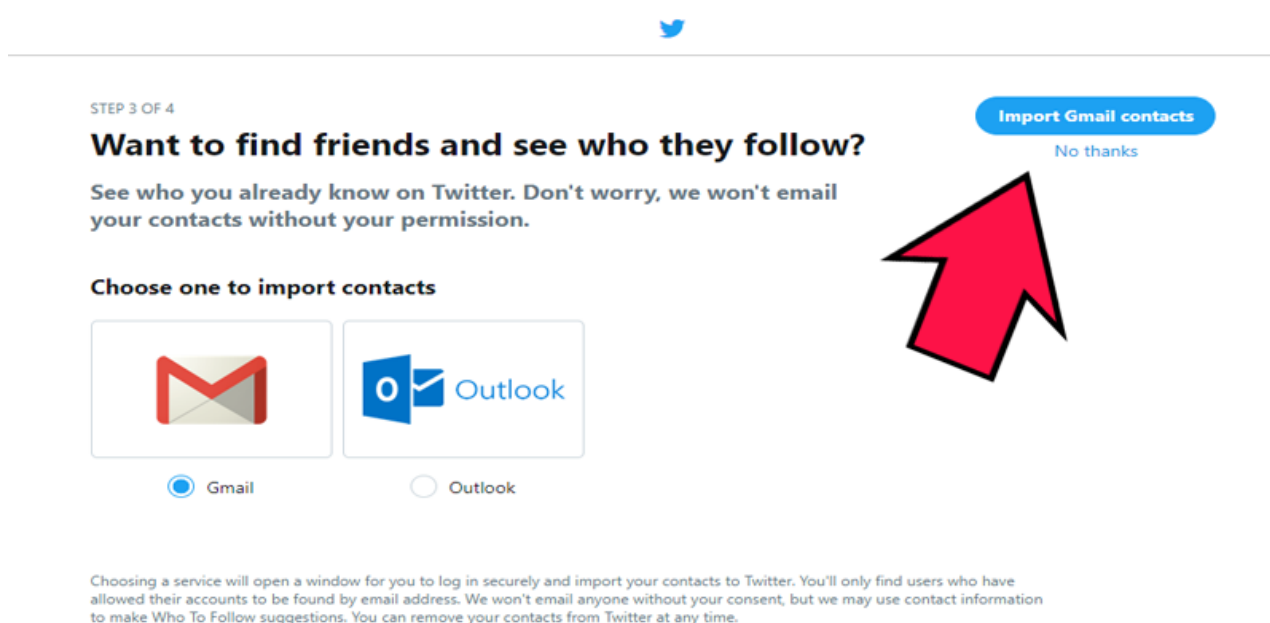 STEP 3 OF 4
Want to find friends and see who they follow?
Import Gmail contacts
No thanks
See who you already know on Twitter. Don't worry, we won't email
your contacts without your permission.
Choose one to import contacts
Outlook
Gmail
Outlook
Choosing a service will open a window for you to log in securely and import your contacts to Twitter. You'll only find users who have
allowed their accounts to be found by email address. We won't email anyone without your consent, but we may use contact information
to make Who To Follow suggestions. You can remove your contacts from Twitter at any time.